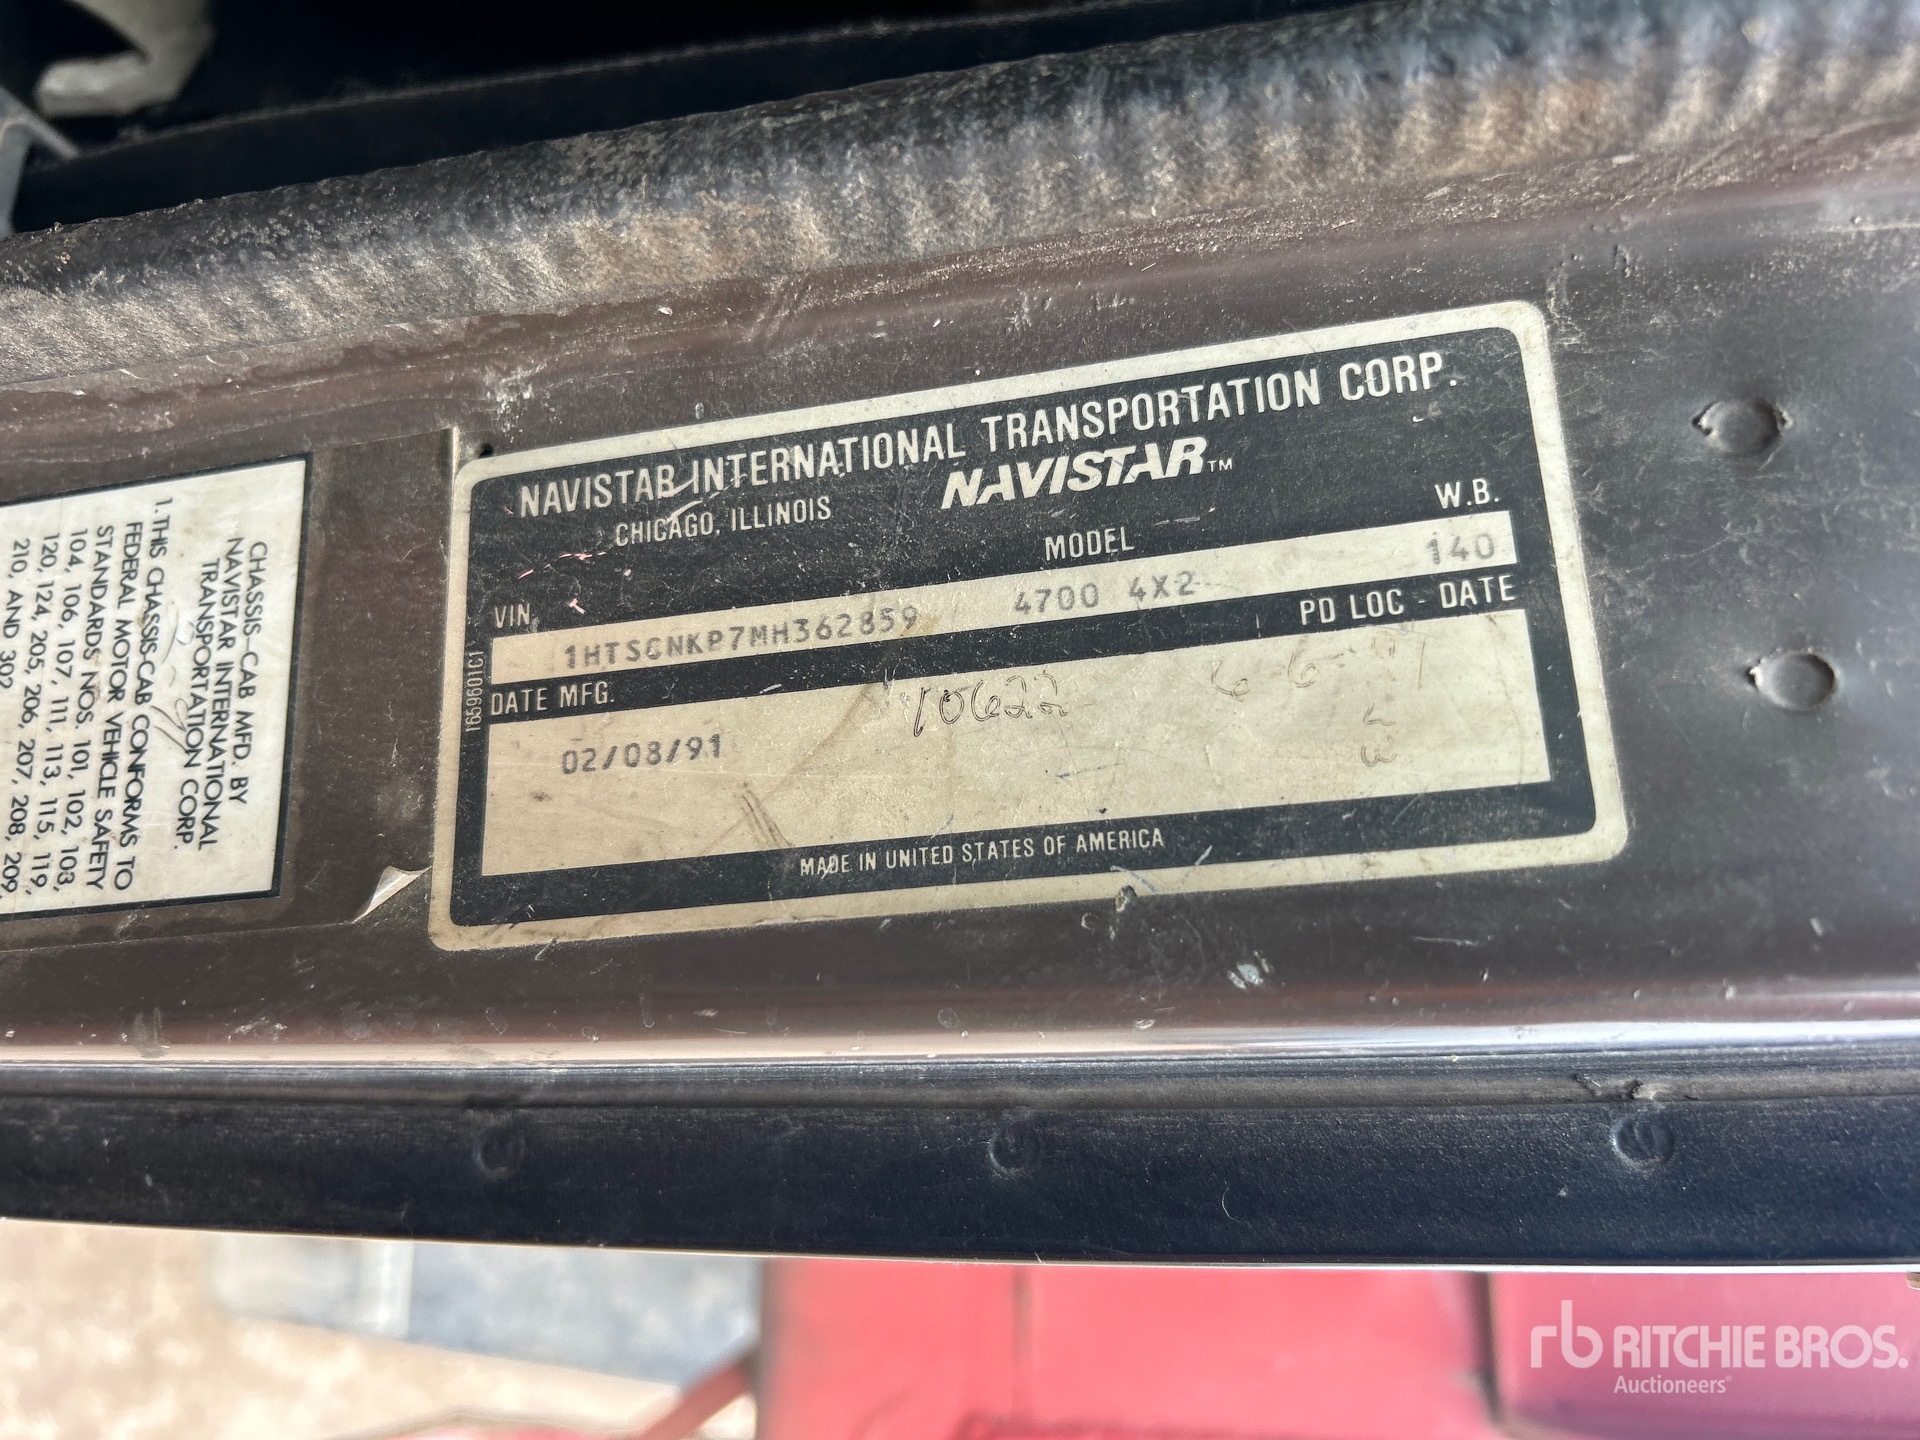 NAVISTAR INTERNATIONAL TRANSPORTATION CORP.
CHICAGO, ILLINOIS
NAVISTAR™
VIN.
MODEL
W.B.
1HTSCNKP7MH362859
4700 4X2
140
DATE MFG.
PD LOC - DATE
02/08/91
10622
MADE IN UNITED STATES OF AMERICA
1659601C1
CHASSIS-CAB MFD. BY
NAVISTAR INTERNATIONAL
TRANSPORTATION CORP.
1. THIS CHASSIS-CAB CONFORMS TO
FEDERAL MOTOR VEHICLE SAFETY
STANDARDS NOS. 101, 102, 103,
104, 106, 107, 111, 113, 115, 119,
120, 124, 205, 206, 207, 208, 209,
210, AND 302
rb RITCHIE BROS.
Auctioneers